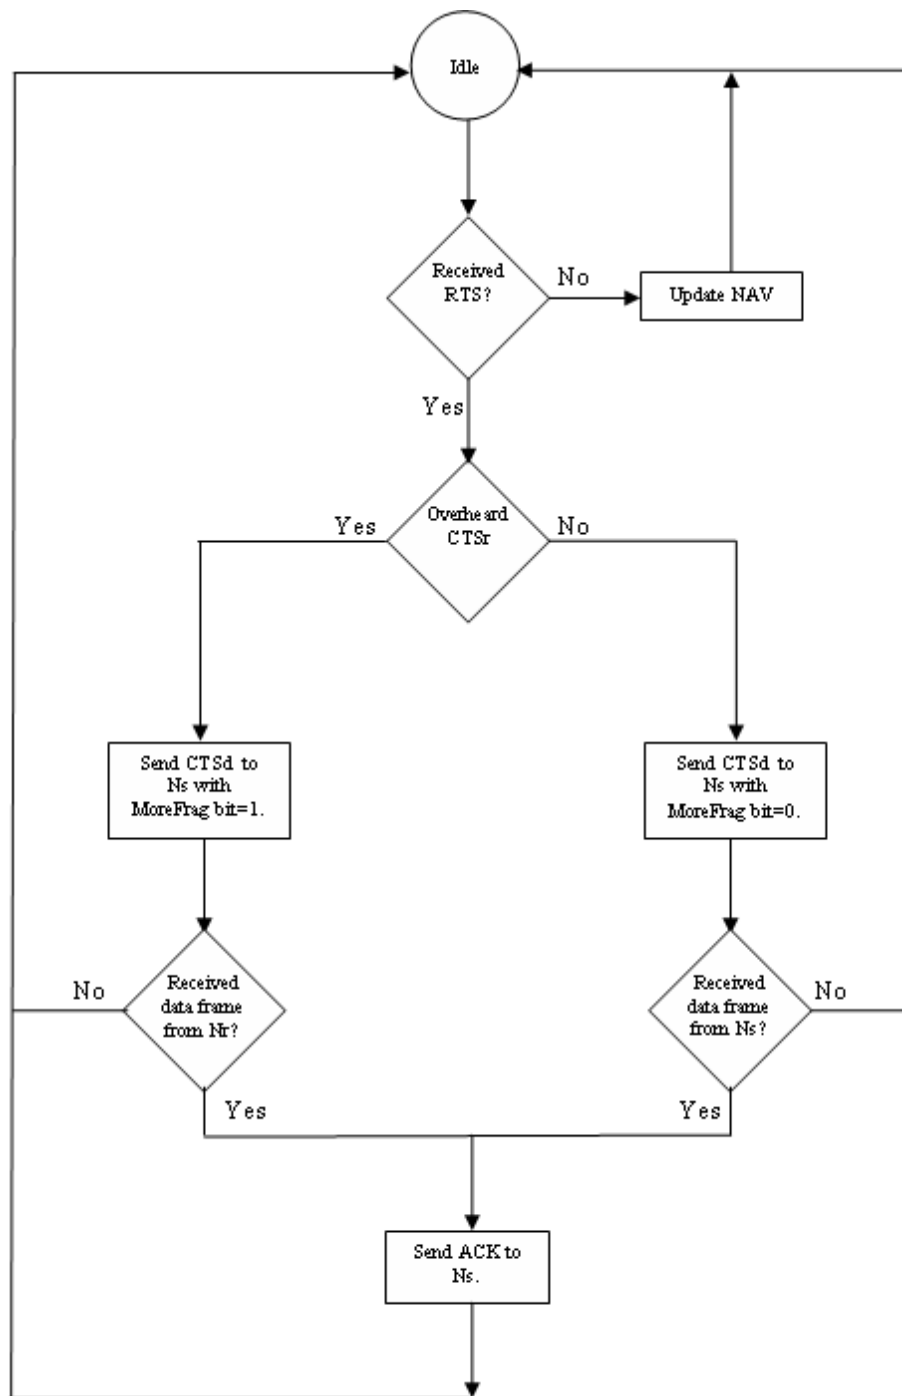 Idle
Received
RTS?
No
Update NAV
Yes
Overheard
CTSr
Yes
No
Send CTSd to
Ns with
MoreFrag bit=1.
Send CTSd to
Ns with
MoreFrag bit=0.
Received
data frame
from Nr?
No
Received
data frame
from Ns?
No
Yes
Yes
Send ACK to
Ns.